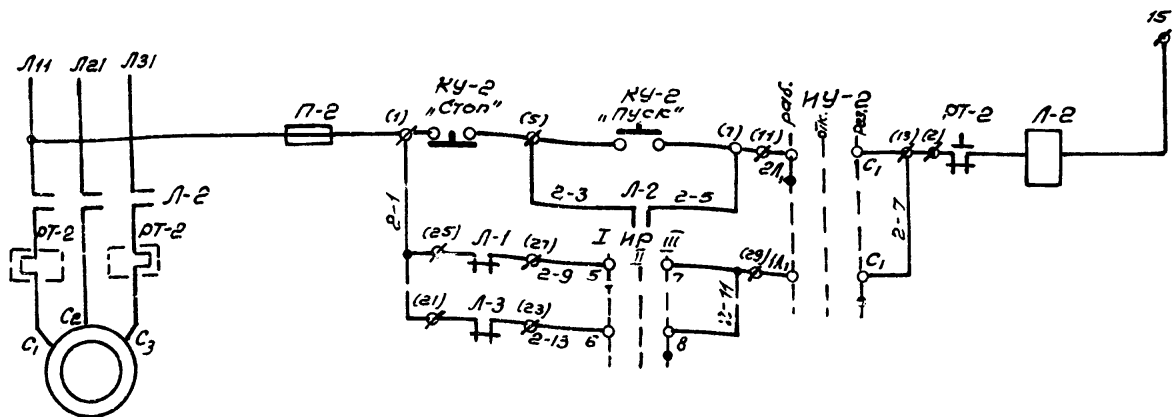 15
Л11 Л21 Л31
П-2
(1)
КУ-2
„Стоп"
(5)
КУ-2
„Пуск"
(7)
(11)
раб.
ИУ-2
отк.
рез.
(13)
(2)
РТ-2
Л-2
2Л₁
С₁
Л-2
2-3
Л-2
2-5
2-1
2-7
РТ-2
РТ-2
I ИР III
II
(25)
Л-1
(27)
2-9
5
7
(29)
1Л₁
С₁
(21)
Л-3
(23)
2-13
6
8
2-11
С₁
С2
С₃